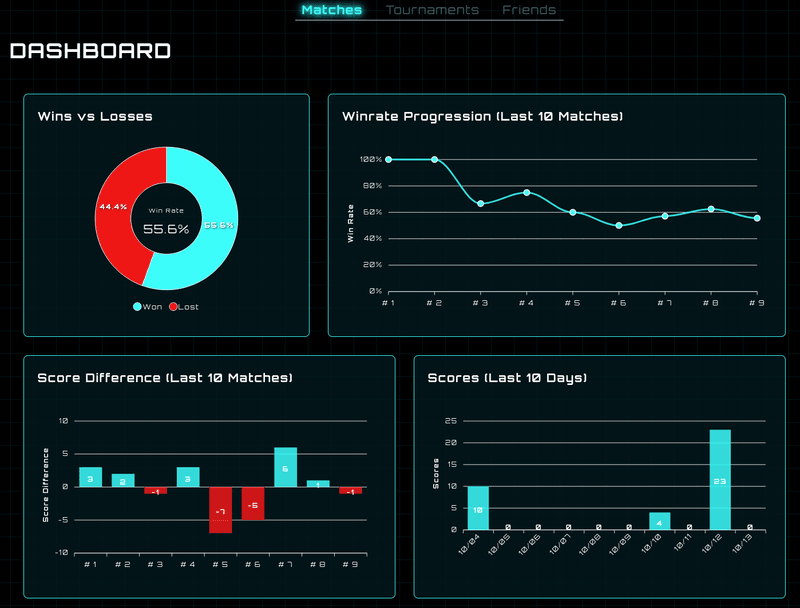 Matches Tournaments Friends
DASHBOARD
Wins vs Losses
44.4%
Win Rate
55.6%
55.6%
Won Lost
Winrate Progression (Last 10 Matches)
Win Rate
100%
80%
60%
40%
20%
0%
# 1 # 2 # 3 # 4 # 5 # 6 # 7 # 8 # 9
Score Difference (Last 10 Matches)
Score Difference
10
5
0
-5
-10
3 2 -1 3 -7 -5 6 1 -1
# 1 # 2 # 3 # 4 # 5 # 6 # 7 # 8 # 9
Scores (Last 10 Days)
Scores
25
20
15
10
5
0
10 0 0 0 0 0 4 0 23 0
10/04 10/05 10/06 10/07 10/08 10/09 10/10 10/11 10/12 10/13